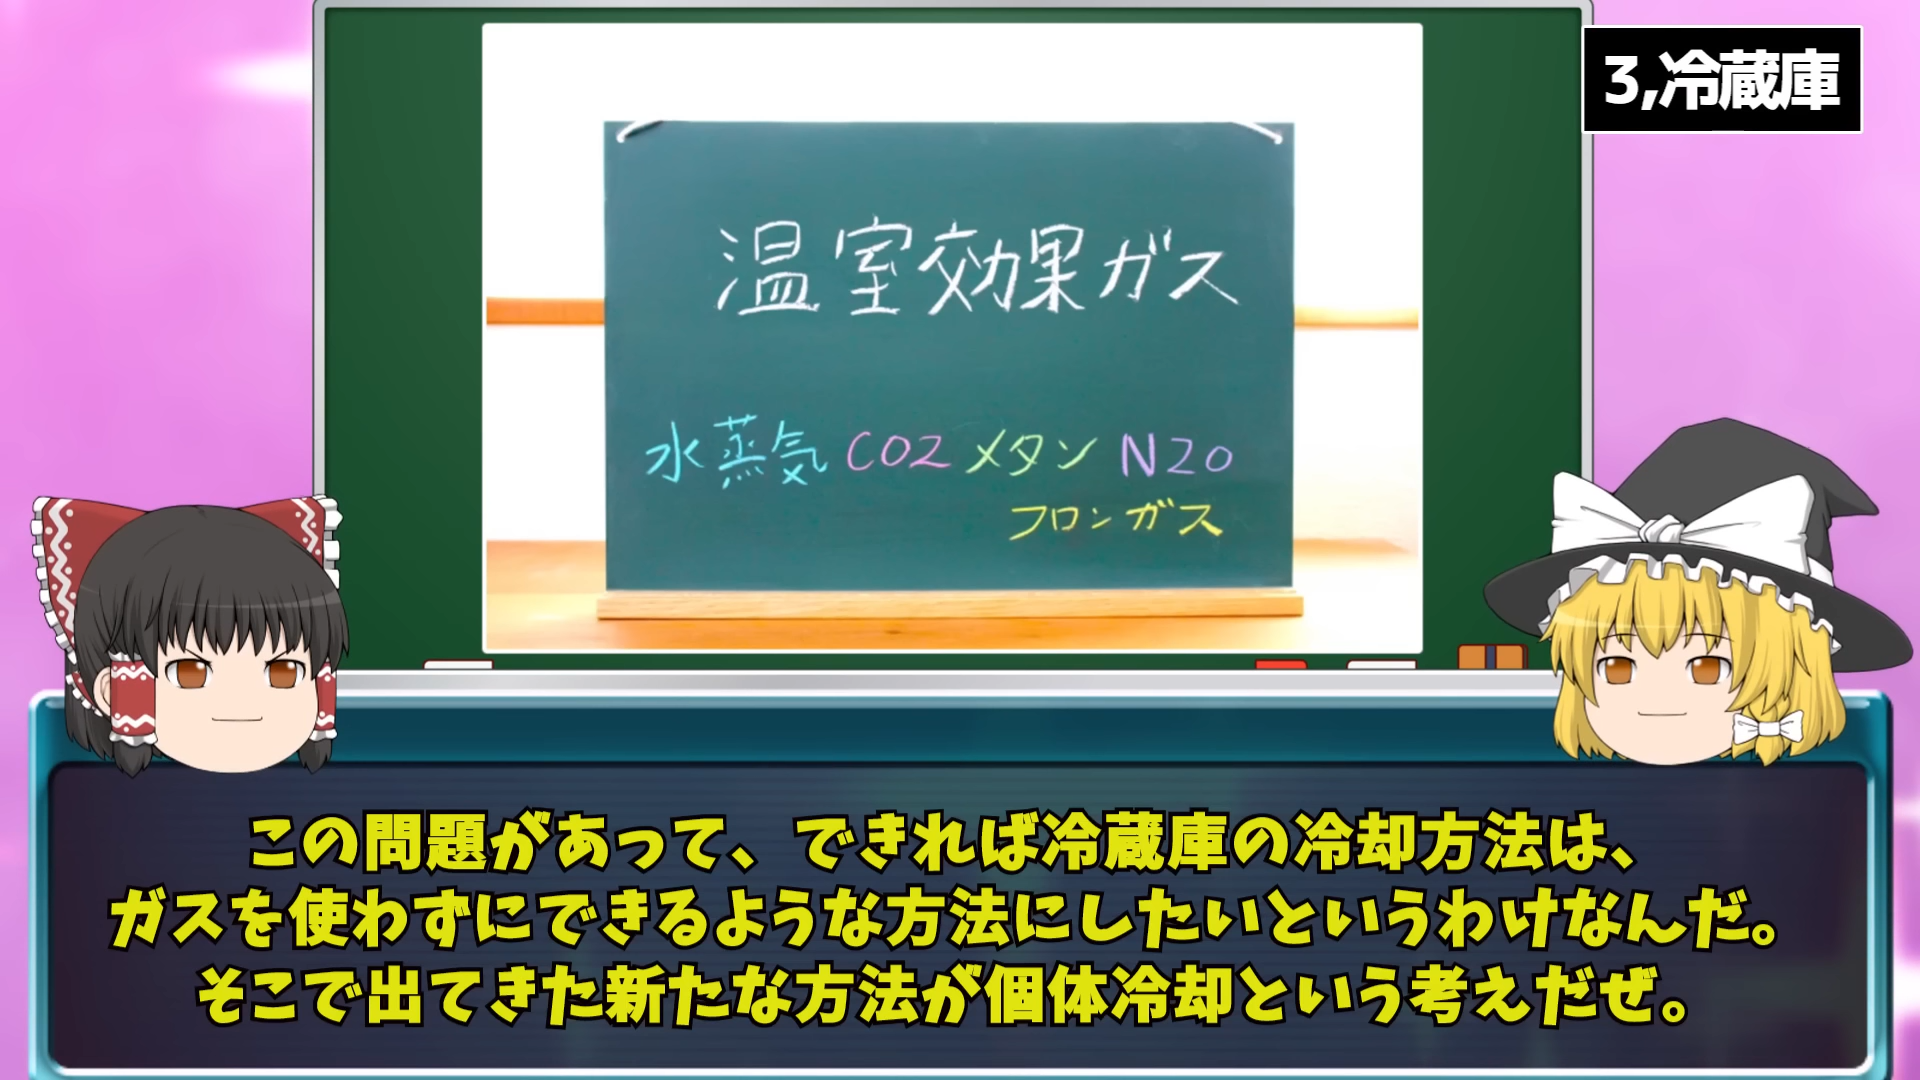 3,冷蔵庫
温室効果ガス
水蒸気 CO2 メタン N2O
フロンガス
この問題があって、できれば冷蔵庫の冷却方法は、
ガスを使わずにできるような方法にしたいというわけなんだ。
そこで出てきた新たな方法が個体冷却という考えだぜ。